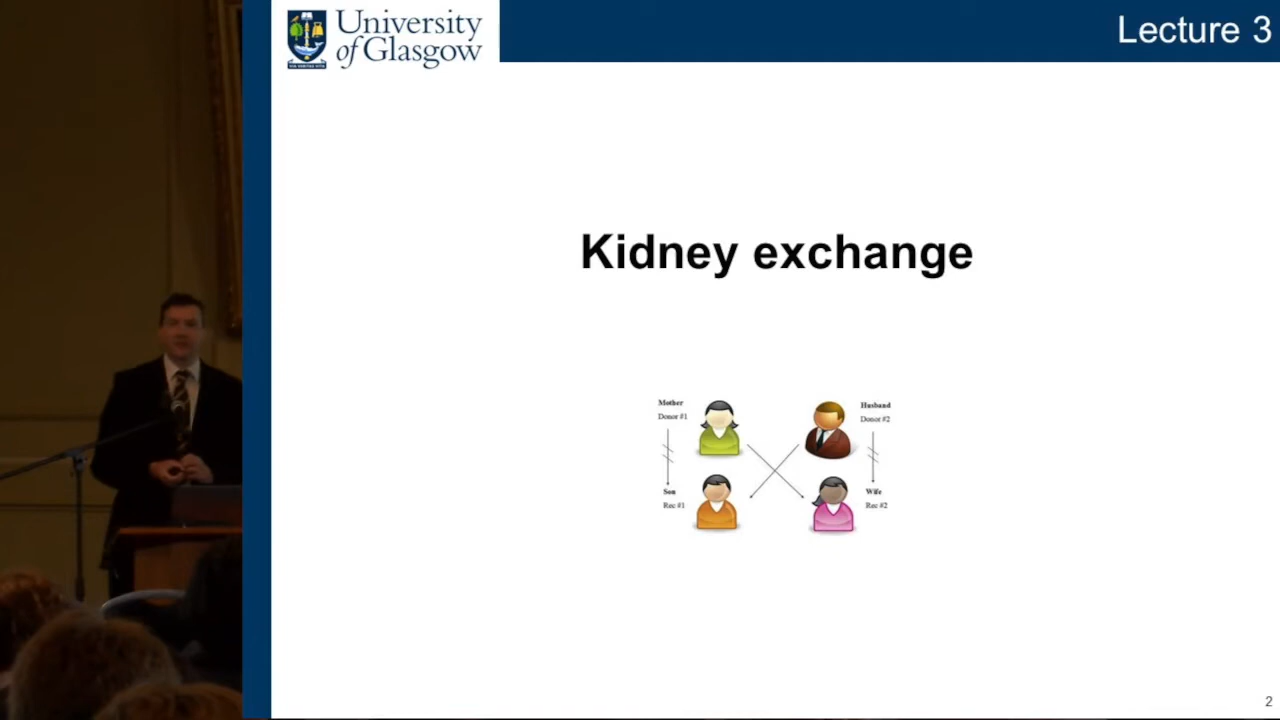 University
of Glasgow
Lecture 3
Kidney exchange
Mother
Donor #1
Husband
Donor #2
Son
Rec #1
Wife
Rec #2
2